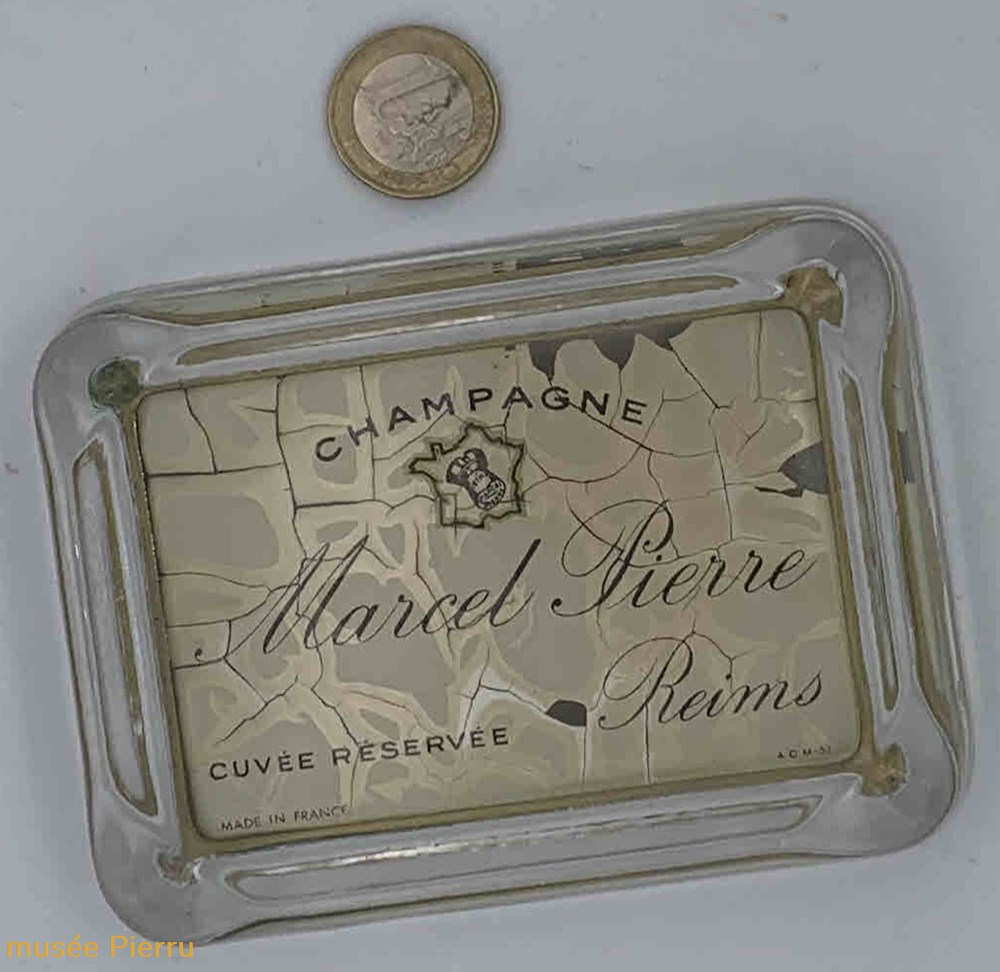 CHAMPAGNE
Marcel Pierre
Reims
CUVÉE RÉSERVÉE
MADE IN FRANCE
musée Pierru